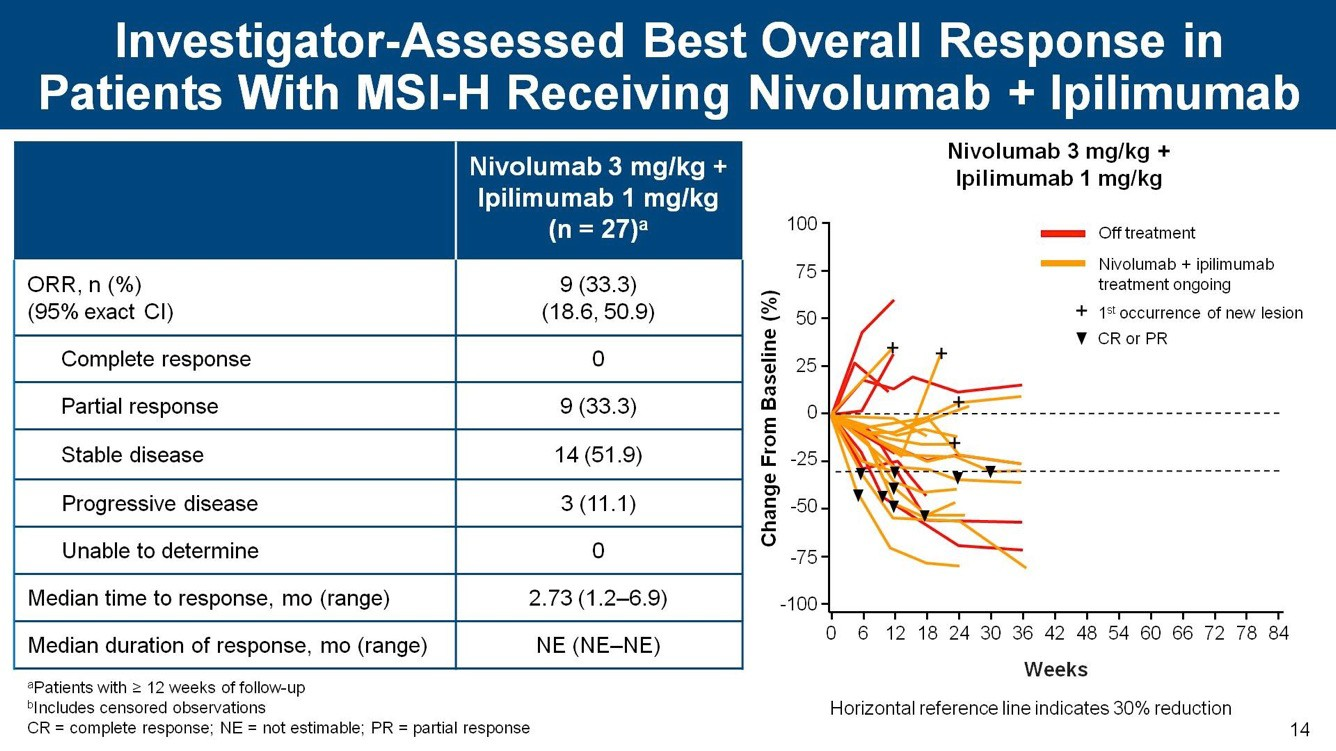 Investigator-Assessed Best Overall Response in
Patients With MSI-H Receiving Nivolumab + Ipilimumab
Nivolumab 3 mg/kg +
Ipilimumab 1 mg/kg
(n = 27)ᵃ
ORR, n (%)
9 (33.3)
(95% exact CI)
(18.6, 50.9)
Complete response
0
Partial response
9 (33.3)
Stable disease
14 (51.9)
Progressive disease
3 (11.1)
Unable to determine
0
Median time to response, mo (range)
2.73 (1.2–6.9)
Median duration of response, mo (range)
NE (NE–NE)
ᵃPatients with ≥ 12 weeks of follow-up
ᵇIncludes censored observations
CR = complete response; NE = not estimable; PR = partial response
Nivolumab 3 mg/kg +
Ipilimumab 1 mg/kg
Off treatment
Nivolumab + ipilimumab
treatment ongoing
+ 1ˢᵗ occurrence of new lesion
▼ CR or PR
Change From Baseline (%)
100
75
50
25
0
-25
-50
-75
-100
0 6 12 18 24 30 36 42 48 54 60 66 72 78 84
Weeks
Horizontal reference line indicates 30% reduction
14